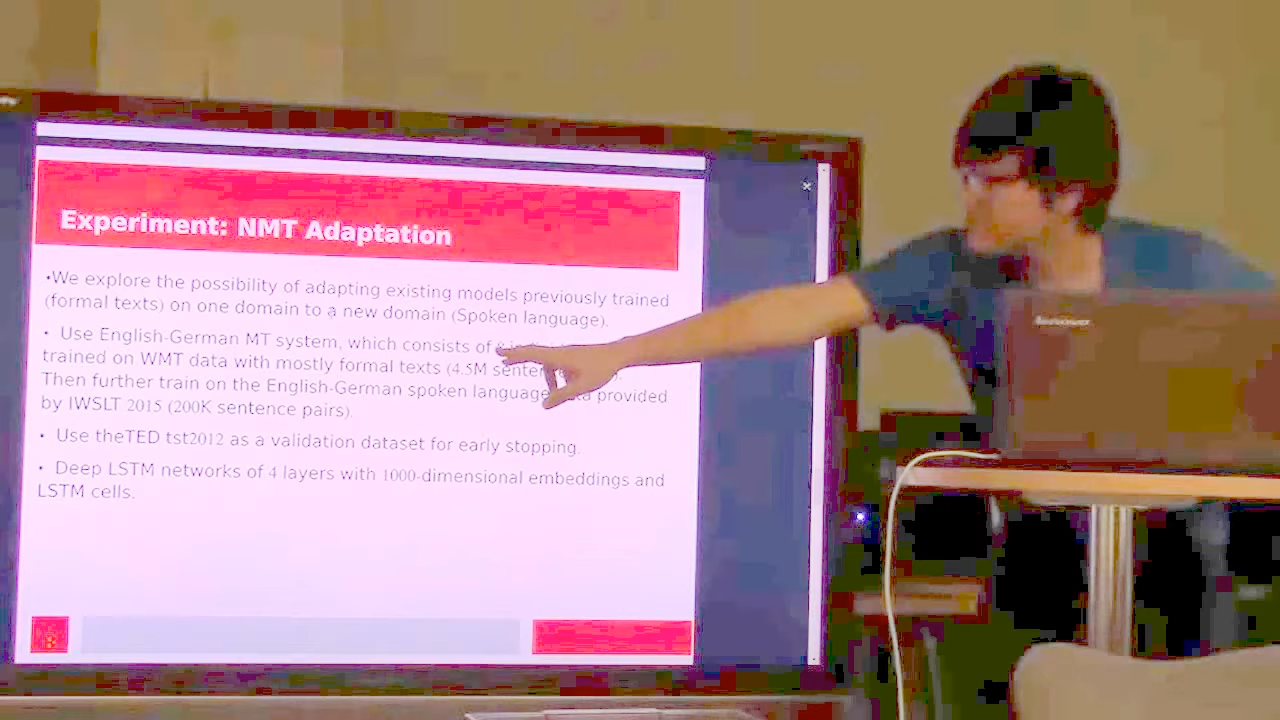 Experiment: NMT Adaptation
•We explore the possibility of adapting existing models previously trained
(formal texts) on one domain to a new domain (Spoken language).
• Use English-German MT system, which consists of
trained on WMT data with mostly formal texts (4.5M
Then further train on the English-German spoken language provided
by IWSLT 2015 (200K sentence pairs).
• Use theTED tst2012 as a validation dataset for early stopping.
• Deep LSTM networks of 4 layers with 1000-dimensional embeddings and
LSTM cells.
lenovo